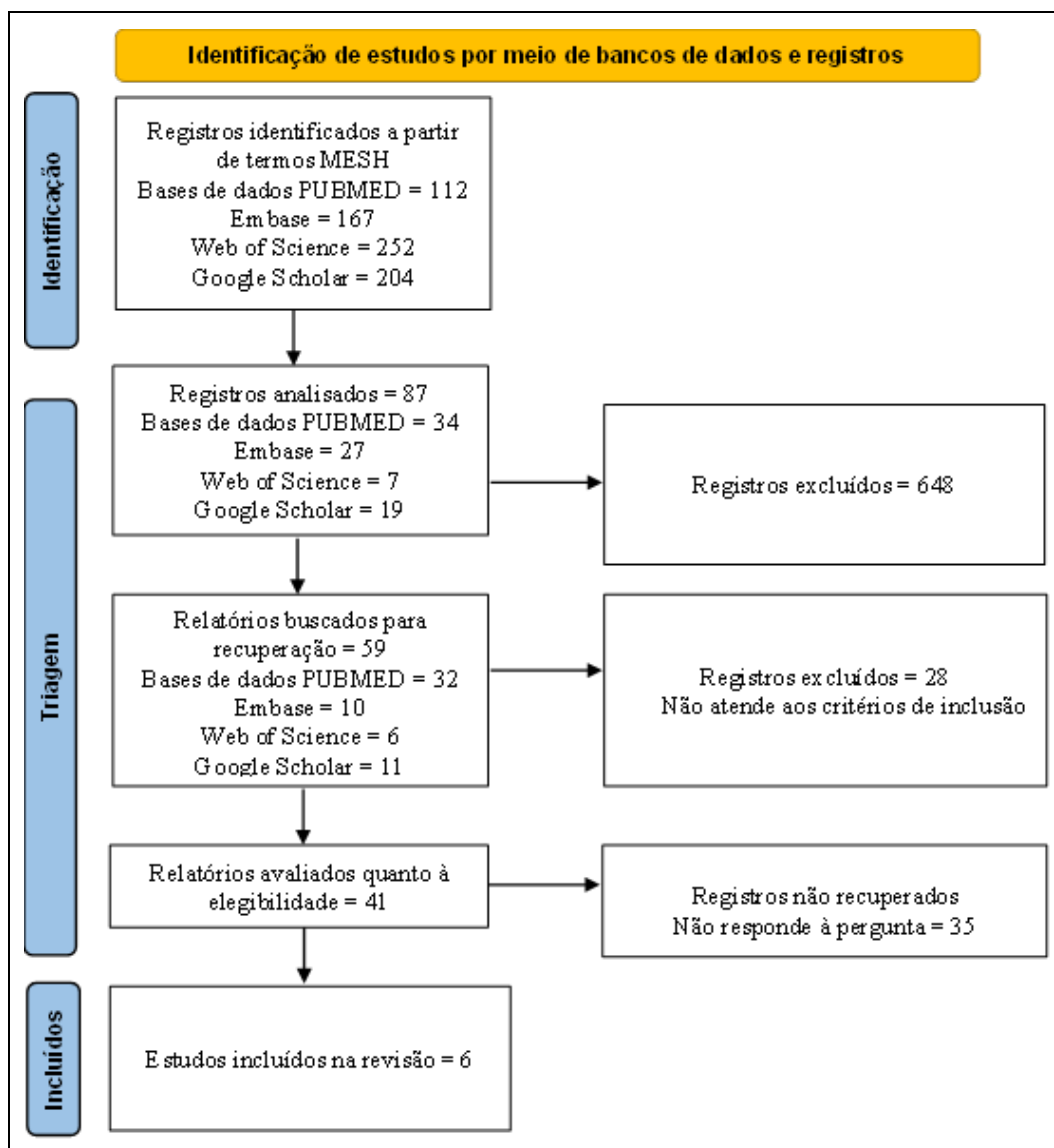 Identificação de estudos por meio de bancos de dados e registros
Identificação
Registros identificados a partir
de termos MESH
Bases de dados PUBMED = 112
Embase = 167
Web of Science = 252
Google Scholar = 204
Triagem
Registros analisados = 87
Bases de dados PUBMED = 34
Embase = 27
Web of Science = 7
Google Scholar = 19
Registros excluídos = 648
Relatórios buscados para
recuperação = 59
Bases de dados PUBMED = 32
Embase = 10
Web of Science = 6
Google Scholar = 11
Registros excluídos = 28
Não atende aos critérios de inclusão
Relatórios avaliados quanto à
elegibilidade = 41
Registros não recuperados
Não responde à pergunta = 35
Incluídos
Estudos incluídos na revisão = 6